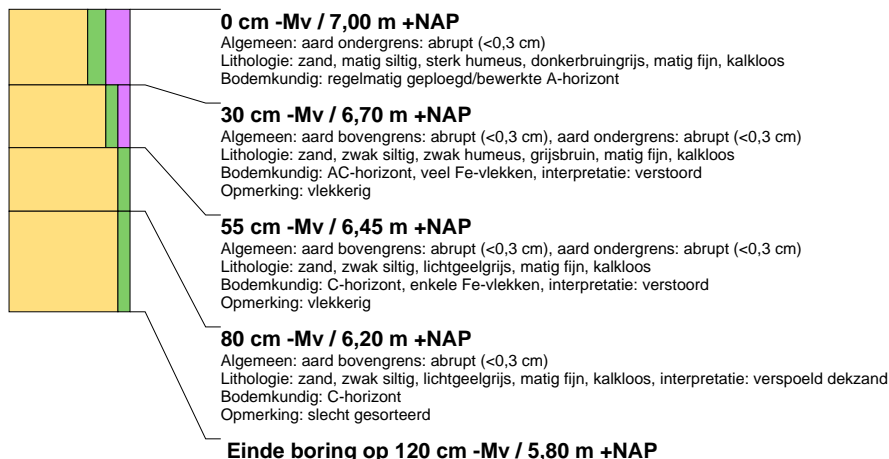 0 cm -Mv / 7,00 m +NAP
Algemeen: aard ondergrens: abrupt (<0,3 cm)
Lithologie: zand, matig siltig, sterk humeus, donkerbruingrijs, matig fijn, kalkloos
Bodemkundig: regelmatig geploegd/bewerkte A-horizont
30 cm -Mv / 6,70 m +NAP
Algemeen: aard bovengrens: abrupt (<0,3 cm), aard ondergrens: abrupt (<0,3 cm)
Lithologie: zand, zwak siltig, zwak humeus, grijsbruin, matig fijn, kalkloos
Bodemkundig: AC-horizont, veel Fe-vlekken, interpretatie: verstoord
Opmerking: vlekkerig
55 cm -Mv / 6,45 m +NAP
Algemeen: aard bovengrens: abrupt (<0,3 cm), aard ondergrens: abrupt (<0,3 cm)
Lithologie: zand, zwak siltig, lichtgeelgrijs, matig fijn, kalkloos
Bodemkundig: C-horizont, enkele Fe-vlekken, interpretatie: verstoord
Opmerking: vlekkerig
80 cm -Mv / 6,20 m +NAP
Algemeen: aard bovengrens: abrupt (<0,3 cm)
Lithologie: zand, zwak siltig, lichtgeelgrijs, matig fijn, kalkloos, interpretatie: verspoeld dekzand
Bodemkundig: C-horizont
Opmerking: slecht gesorteerd
Einde boring op 120 cm -Mv / 5,80 m +NAP